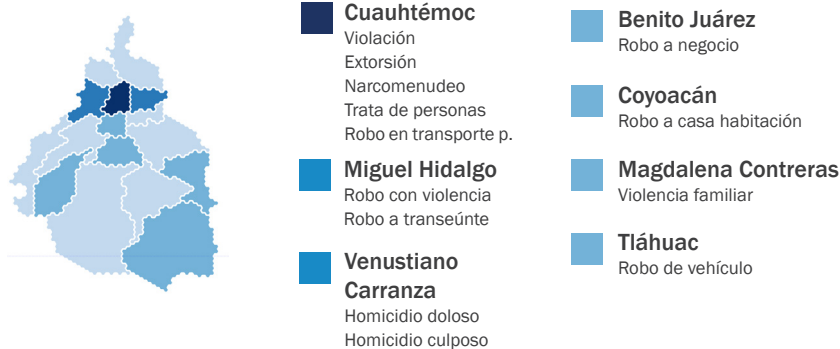 Cuauhtémoc
Violación
Extorsión
Narcomenudeo
Trata de personas
Robo en transporte p.
Miguel Hidalgo
Robo con violencia
Robo a transeúnte
Venustiano
Carranza
Homicidio doloso
Homicidio culposo
Benito Juárez
Robo a negocio
Coyoacán
Robo a casa habitación
Magdalena Contreras
Violencia familiar
Tláhuac
Robo de vehículo